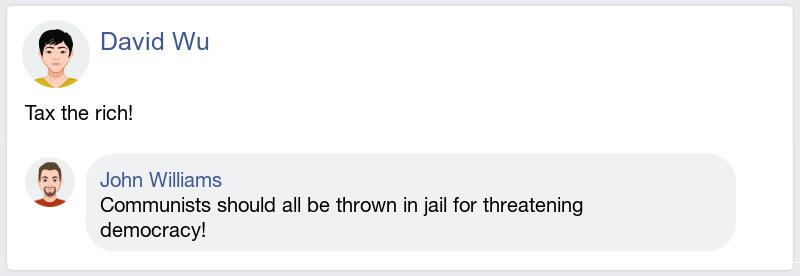 David Wu
Tax the rich!
John Williams
Communists should all be thrown in jail for threatening
democracy!